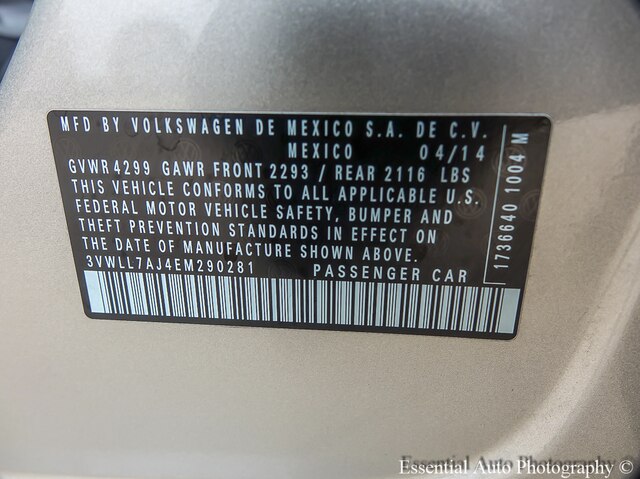 MFD BY VOLKSWAGEN DE MEXICO S.A. DE C.V.
MEXICO 04/14
GVWR 4299 GAWR FRONT 2293 / REAR 2116 LBS
THIS VEHICLE CONFORMS TO ALL APPLICABLE U.S.
FEDERAL MOTOR VEHICLE SAFETY, BUMPER AND
THEFT PREVENTION STANDARDS IN EFFECT ON
THE DATE OF MANUFACTURE SHOWN ABOVE.
3VWLL7AJ4EM290281 PASSENGER CAR
1736640 1004 M
Essential Auto Photography ©